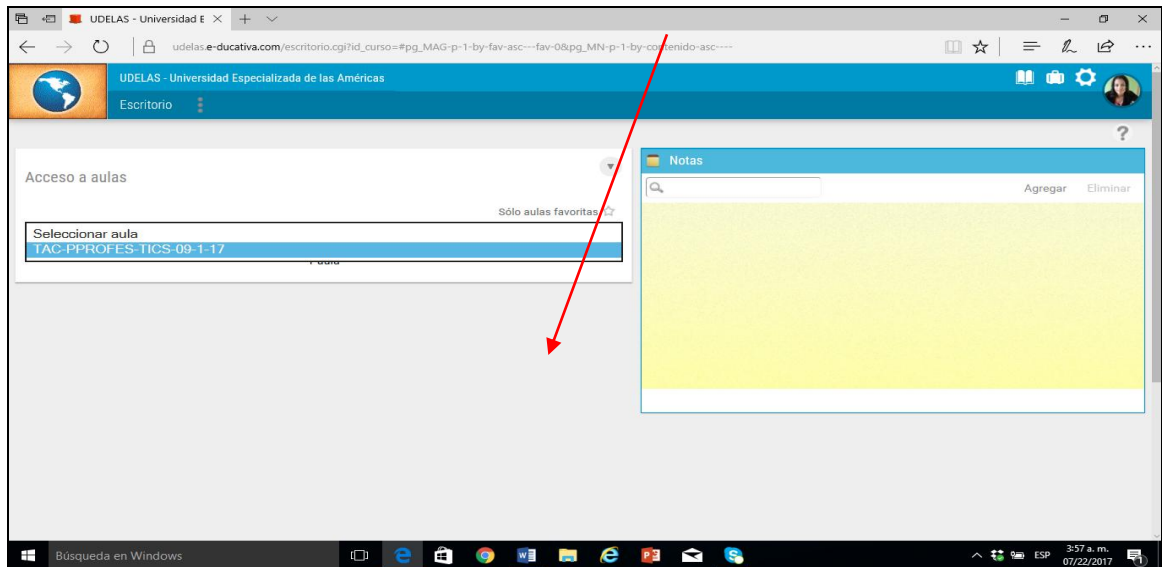 UDELAS - Universidad E
udelas.e-ducativa.com/escritorio.cgi?id_curso=#pg_MAG-p-1-by-fav-asc---fav-0&pg_MN-p-1-by-contenido-asc----
UDELAS - Universidad Especializada de las Américas
Escritorio
?
Acceso a aulas
Sólo aulas favoritas
Seleccionar aula
TAC-PPROFES-TICS-09-1-17
Notas
Agregar Eliminar
Búsqueda en Windows
ESP
3:57 a. m.
07/22/2017